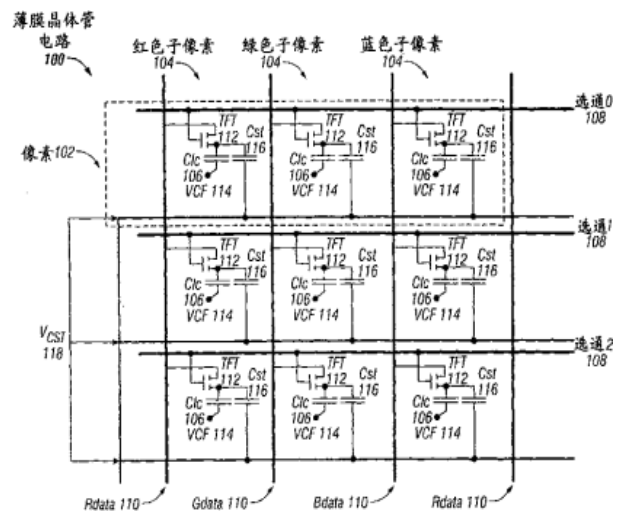 薄膜晶体管
电路
100
红色子像素
104
绿色子像素
104
蓝色子像素
104
选通0
108
像素102
TFT
112
Cst
116
Clc
106
VCF 114
TFT
112
Cst
116
Clc
106
VCF 114
TFT
112
Cst
116
Clc
106
VCF 114
选通1
108
TFT
112
Cst
116
Clc
106
VCF 114
TFT
112
Cst
116
Clc
106
VCF 114
TFT
112
Cst
116
Clc
106
VCF 114
VCST
118
选通2
108
TFT
112
Cst
116
Clc
106
VCF 114
TFT
112
Cst
116
Clc
106
VCF 114
TFT
112
Cst
116
Clc
106
VCF 114
Rdata 110
Gdata 110
Bdata 110
Rdata 110